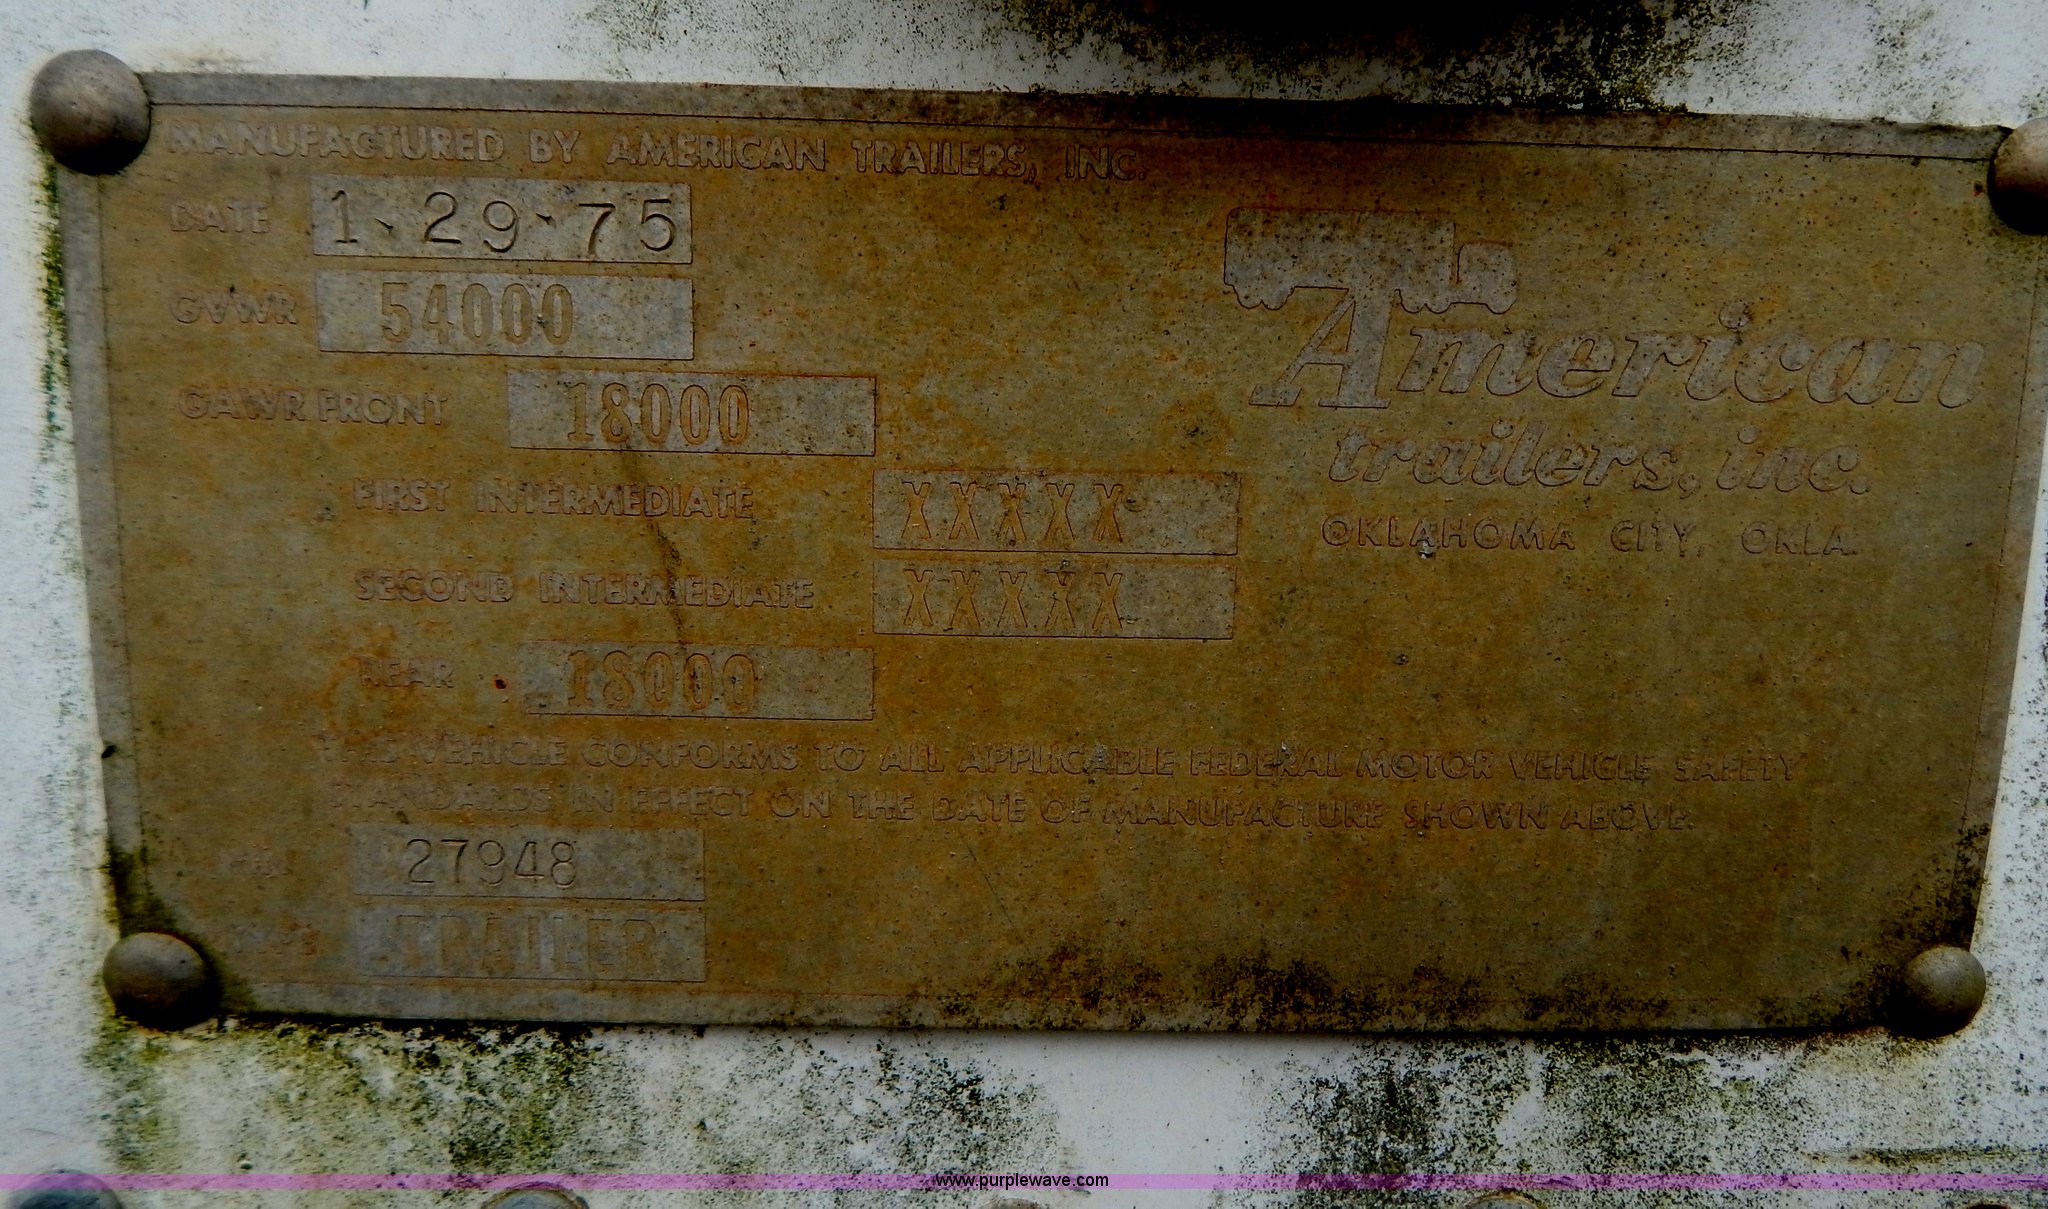 MANUFACTURED BY AMERICAN TRAILERS, INC.
DATE 1-29-75
GVWR 54000
GAWR FRONT 18000
FIRST INTERMEDIATE XXXXX
SECOND INTERMEDIATE XXXXX
REAR 18000
American
trailers, inc.
OKLAHOMA CITY, OKLA.
THIS VEHICLE CONFORMS TO ALL APPLICABLE FEDERAL MOTOR VEHICLE SAFETY
STANDARDS IN EFFECT ON THE DATE OF MANUFACTURE SHOWN ABOVE.
27948
TRAILER
www.purplewave.com